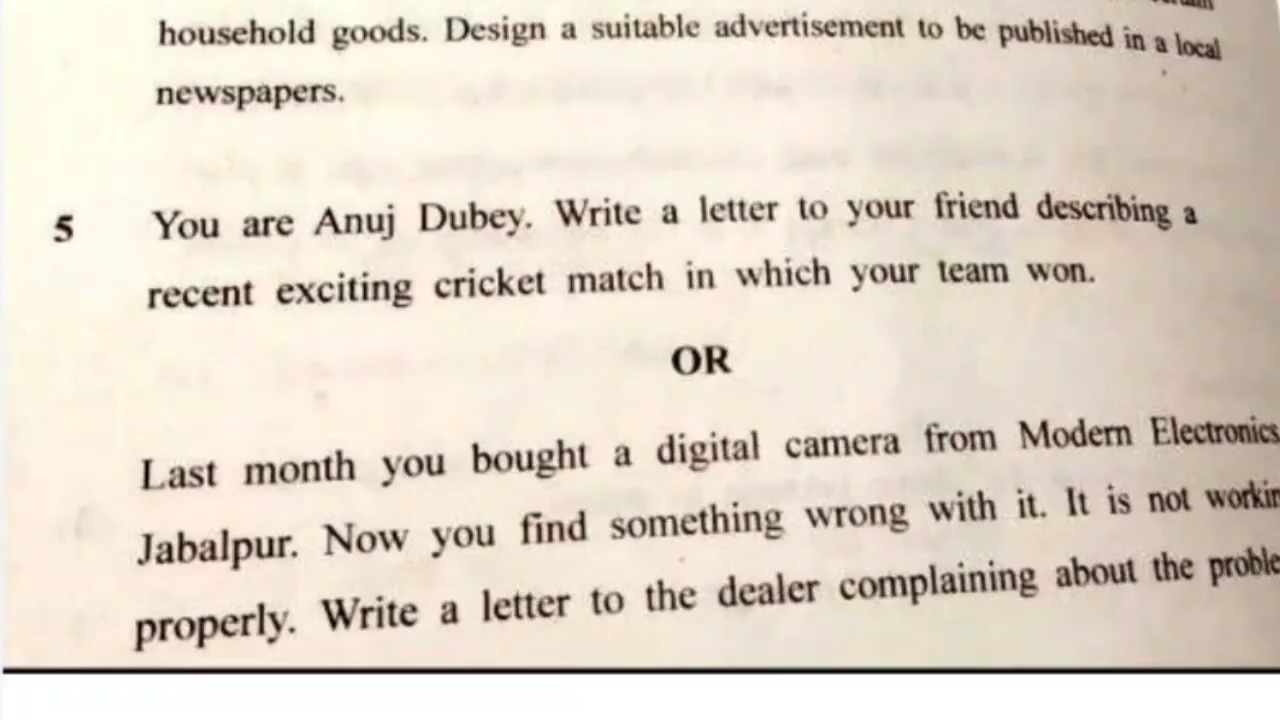 household goods. Design a suitable advertisement to be published in a local
newspapers.
5 You are Anuj Dubey. Write a letter to your friend describing a
recent exciting cricket match in which your team won.
OR
Last month you bought a digital camera from Modern Electronics
Jabalpur. Now you find something wrong with it. It is not workin
properly. Write a letter to the dealer complaining about the proble